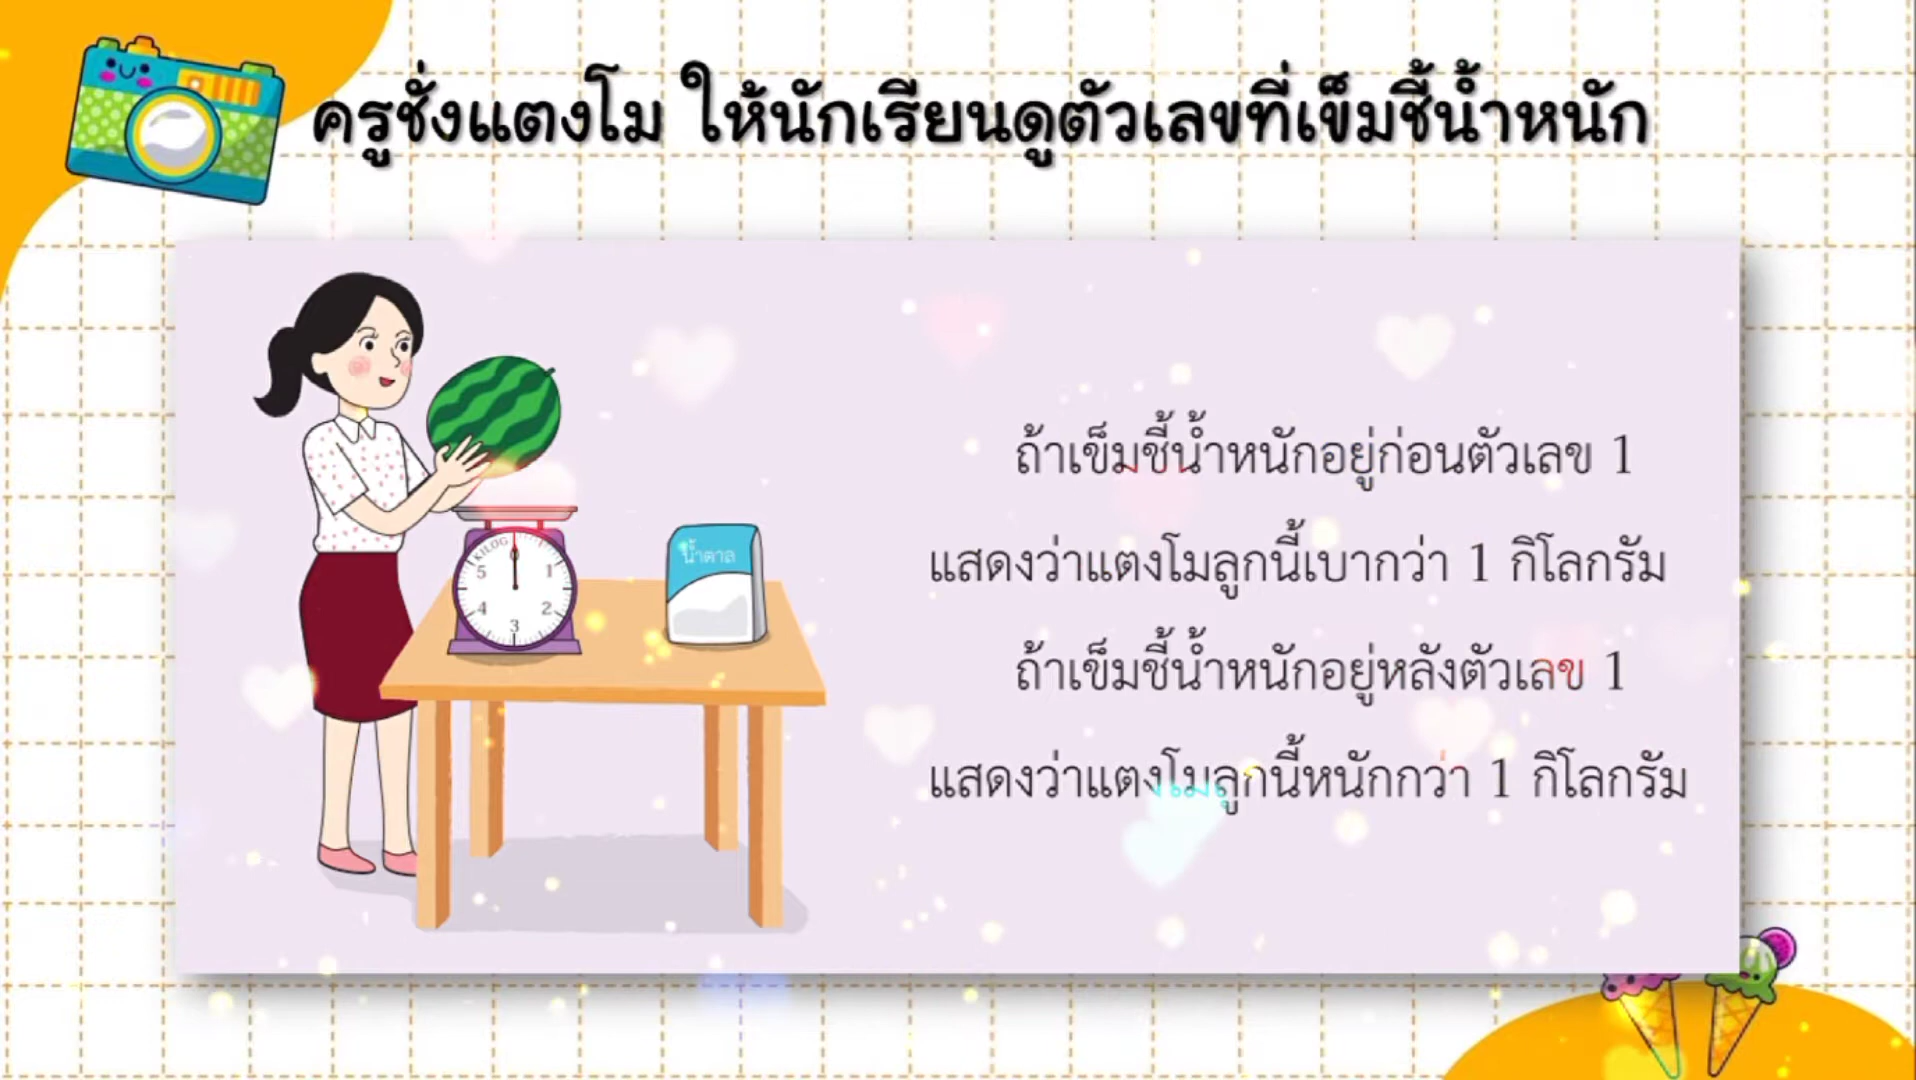 ครูชั่งแตงโม ให้นักเรียนดูตัวเลขที่เข็มชี้น้ำหนัก
ถ้าเข็มชี้น้ำหนักอยู่ก่อนตัวเลข 1
แสดงว่าแตงโมลูกนี้เบากว่า 1 กิโลกรัม
ถ้าเข็มชี้น้ำหนักอยู่หลังตัวเลข 1
แสดงว่าแตงโมลูกนี้หนักกว่า 1 กิโลกรัม
น้ำตาล
KILOG
5 1
4 2
3